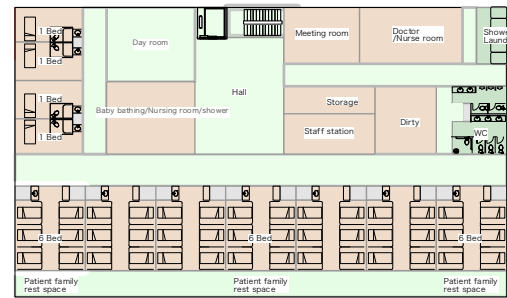 1 Bed
1 Bed
1 Bed
1 Bed
Day room
Baby bathing/Nursing room/shower
Hall
Meeting room
Doctor
/Nurse room
Storage
Staff station
Dirty
WC
6 Bed
6 Bed
6 Bed
Patient family
rest space
Patient family
rest space
Patient family
rest space